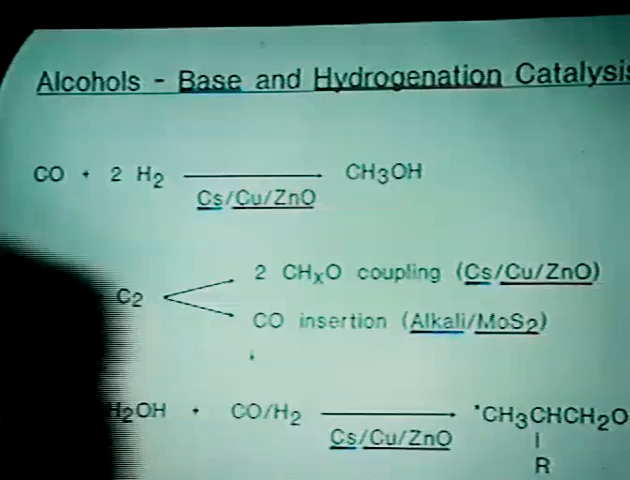 Alcohols - Base and Hydrogenation Catalysis
CO + 2 H2 CH3OH
Cs/Cu/ZnO
2 CHxO coupling (Cs/Cu/ZnO)
C2
CO insertion (Alkali/MoS2)
H2OH + CO/H2 *CH3CHCH2O
Cs/Cu/ZnO
R